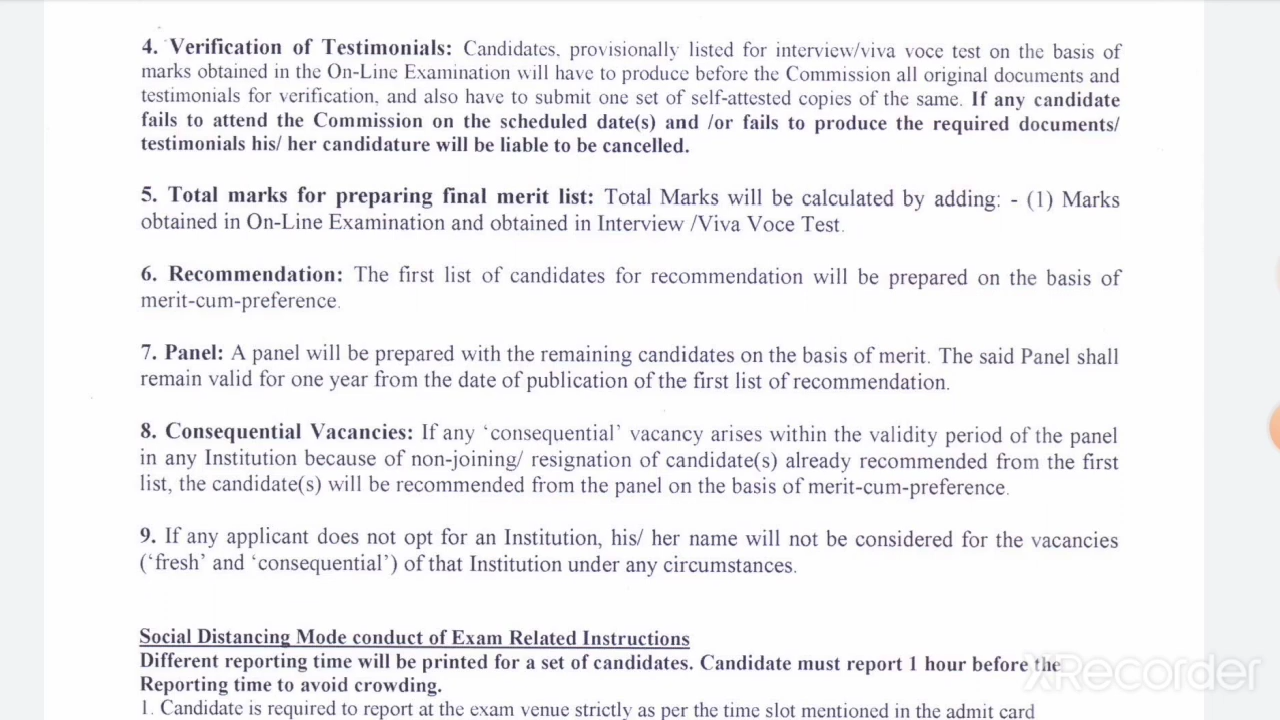 4. Verification of Testimonials: Candidates, provisionally listed for interview/viva voce test on the basis of
marks obtained in the On-Line Examination will have to produce before the Commission all original documents and
testimonials for verification, and also have to submit one set of self-attested copies of the same. If any candidate
fails to attend the Commission on the scheduled date(s) and /or fails to produce the required documents/
testimonials his/ her candidature will be liable to be cancelled.
5. Total marks for preparing final merit list: Total Marks will be calculated by adding: - (1) Marks
obtained in On-Line Examination and obtained in Interview /Viva Voce Test.
6. Recommendation: The first list of candidates for recommendation will be prepared on the basis of
merit-cum-preference.
7. Panel: A panel will be prepared with the remaining candidates on the basis of merit. The said Panel shall
remain valid for one year from the date of publication of the first list of recommendation.
8. Consequential Vacancies: If any ‘consequential’ vacancy arises within the validity period of the panel
in any Institution because of non-joining/ resignation of candidate(s) already recommended from the first
list, the candidate(s) will be recommended from the panel on the basis of merit-cum-preference.
9. If any applicant does not opt for an Institution, his/ her name will not be considered for the vacancies
(‘fresh’ and ‘consequential’) of that Institution under any circumstances.
Social Distancing Mode conduct of Exam Related Instructions
Different reporting time will be printed for a set of candidates. Candidate must report 1 hour before the
Reporting time to avoid crowding.
1. Candidate is required to report at the exam venue strictly as per the time slot mentioned in the admit card
XRecorder